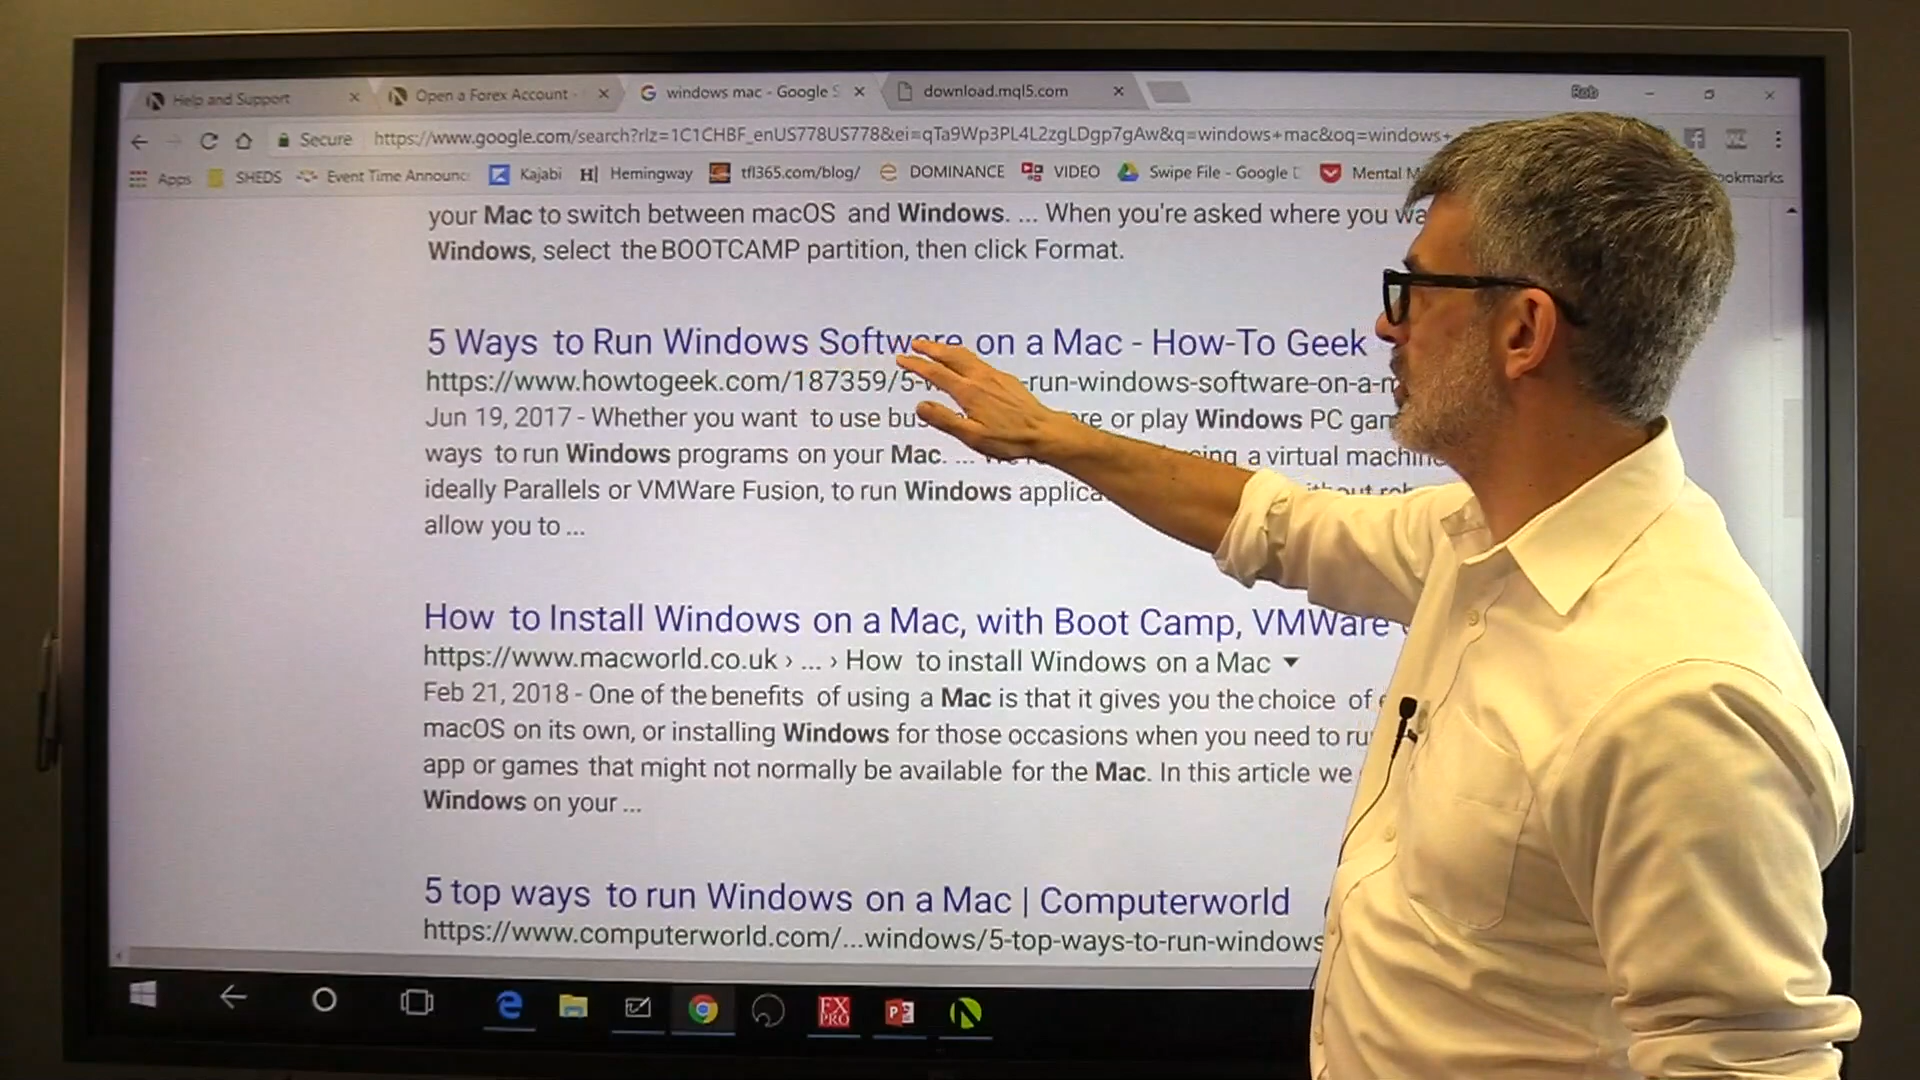 Help and Support
Open a Forex Account -
windows mac - Google S
download.mql5.com
Rob
Secure
https://www.google.com/search?rlz=1C1CHBF_enUS778US778&ei=qTa9Wp3PL4L2zgLDgp7gAw&q=windows+mac&oq=windows+
Apps
SHEDS
Event Time Announc
Kajabi
H| Hemingway
tfl365.com/blog/
DOMINANCE
VIDEO
Swipe File - Google D
Mental M
ookmarks
your Mac to switch between macOS and Windows. ... When you're asked where you wa
Windows, select the BOOTCAMP partition, then click Format.
5 Ways to Run Windows Software on a Mac - How-To Geek
https://www.howtogeek.com/187359/5- -run-windows-software-on-a-m
Jun 19, 2017 - Whether you want to use bus re or play Windows PC gam
ways to run Windows programs on your Mac. ... a virtual machine
ideally Parallels or VMWare Fusion, to run Windows applica
allow you to ...
How to Install Windows on a Mac, with Boot Camp, VMWare
https://www.macworld.co.uk › ... › How to install Windows on a Mac ▼
Feb 21, 2018 - One of the benefits of using a Mac is that it gives you the choice of
macOS on its own, or installing Windows for those occasions when you need to ru
app or games that might not normally be available for the Mac. In this article we
Windows on your ...
5 top ways to run Windows on a Mac | Computerworld
https://www.computerworld.com/...windows/5-top-ways-to-run-windows
FX PRO